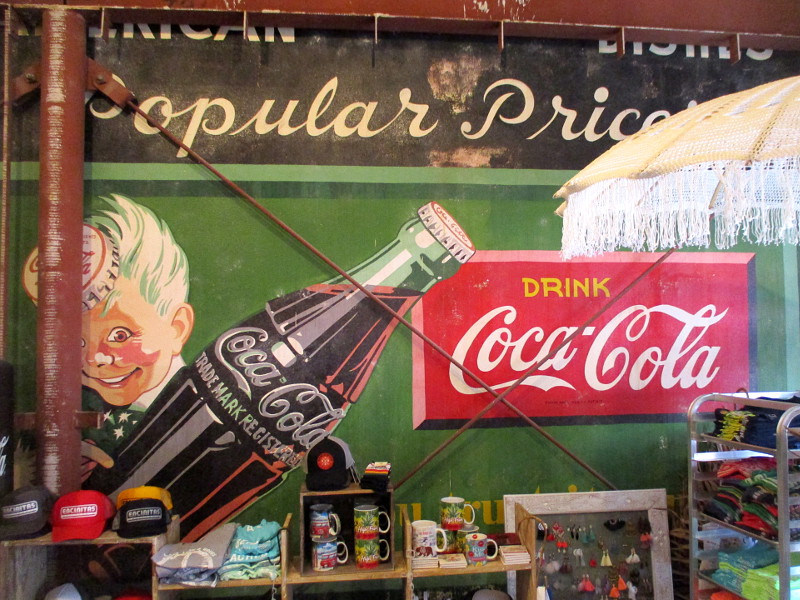 Popular Price
DRINK
Coca-Cola
Coca-Cola
TRADE MARK REGISTERED
ENCINITAS
ENCINITAS
ENCINITAS